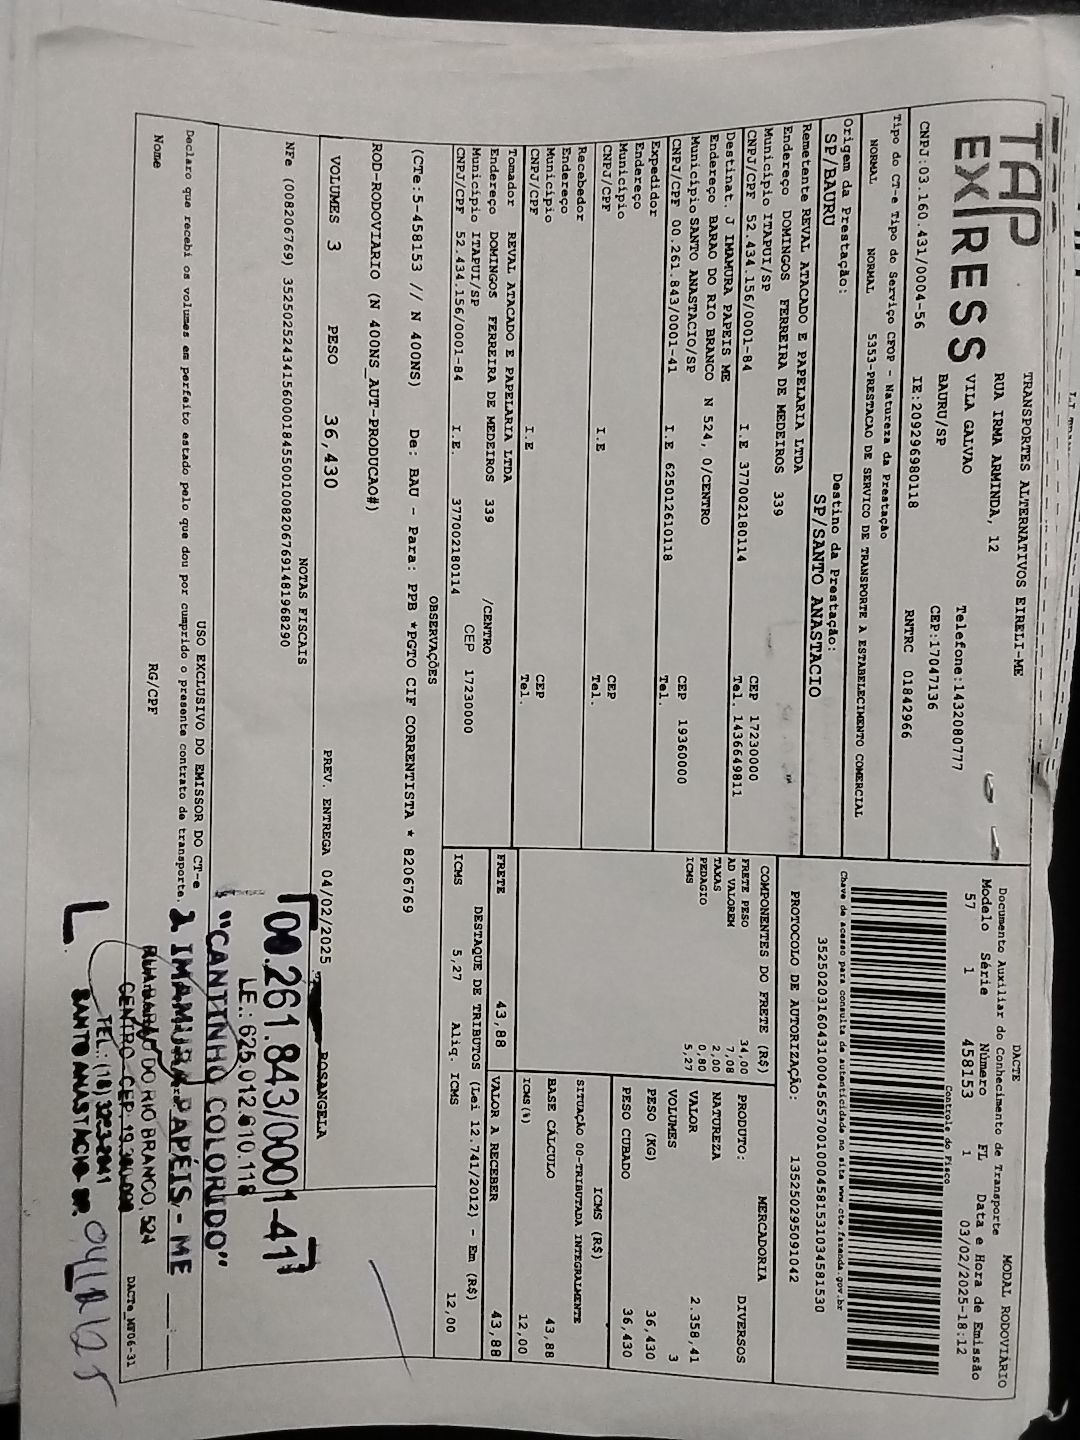 TAP
EXPRESS
TRANSPORTES ALTERNATIVOS EIRELI-ME
RUA IRMA ARMINDA, 12
VILA GALVAO
BAURU/SP
Telefone:1432080777
CEP:17047136
CNPJ:03.160.431/0004-56 IE:209296980118 RNTRC 01842966
Tipo do CT-e Tipo do Serviço CFOP - Natureza da Prestação
NORMAL NORMAL 5353-PRESTACAO DE SERVICO DE TRANSPORTE A ESTABELECIMENTO COMERCIAL
Origem da Prestação: Destino da Prestação:
SP/BAURU SP/SANTO ANASTACIO
Remetente REVAL ATACADO E PAPELARIA LTDA
Endereço DOMINGOS FERREIRA DE MEDEIROS 339
Município ITAPUI/SP CEP 17230000
CNPJ/CPF 52.434.156/0001-84 I.E 377002180114 Tel. 1436649811
Destinat. J IMAMURA PAPEIS ME
Endereço BARAO DO RIO BRANCO N 524, 0/CENTRO
Município SANTO ANASTACIO/SP CEP 19360000
CNPJ/CPF 00.261.843/0001-41 I.E 625012610118 Tel.
Expedidor
Endereço
Município CEP
CNPJ/CPF I.E Tel.
Recebedor
Endereço
Município CEP
CNPJ/CPF I.E Tel.
Tomador REVAL ATACADO E PAPELARIA LTDA
Endereço DOMINGOS FERREIRA DE MEDEIROS 339 /CENTRO
Município ITAPUI/SP CEP 17230000
CNPJ/CPF 52.434.156/0001-84 I.E. 377002180114
DACTE
Documento Auxiliar do Conhecimento de Transporte
MODAL RODOVIÁRIO
Modelo Série Número FL Data e Hora de Emissão
57 1 458153 1 03/02/2025-18:12
Controle do Fisco
Chave de acesso para consulta de autenticidade no site www.cte.fazenda.gov.br
35250203160431000456570010004581531034581530
PROTOCOLO DE AUTORIZAÇÃO: 135250295091042
COMPONENTES DO FRETE (R$)
FRETE PESO 34,00
AD VALOREM 7,08
TAXAS 2,00
PEDAGIO 0,80
ICMS 5,27
MERCADORIA
PRODUTO: DIVERSOS
NATUREZA
VALOR 2.358,41
VOLUMES 3
PESO (KG) 36,430
PESO CUBADO 36,430
ICMS (R$)
SITUAÇÃO 00-TRIBUTADA INTEGRALMENTE
BASE CÁLCULO 43,88
ICMS(%) 12,00
FRETE 43,88 VALOR A RECEBER 43,88
DESTAQUE DE TRIBUTOS (Lei 12.741/2012) - Em (R$)
ICMS 5,27 Aliq. ICMS 12,00
OBSERVAÇÕES
(CTe:5-458153 // N 400NS) De: BAU - Para: PPB *PGTO CIF CORRENTISTA * 8206769
ROD-RODOVIARIO (N 400NS_AUT-PRODUCAO#)
VOLUMES 3 PESO 36,430 PREV. ENTREGA 04/02/2025 ROSANGELA
NOTAS FISCAIS
NFe (008206769) 35250252434156000184550010082067691481968290
USO EXCLUSIVO DO EMISSOR DO CT-e
Declaro que recebi os volumes em perfeito estado pelo que dou por cumprido o presente contrato de transporte.
Nome RG/CPF
DACTe_MF06-31
00.261.843/0001-41
I.E.: 625.012.610.118
"CANTINHO COLORIDO"
J IMAMURA PAPÉIS - ME
RUA BARÃO DO RIO BRANCO, 524
CENTRO - CEP
TEL.: (18)
SANTO ANASTÁCIO